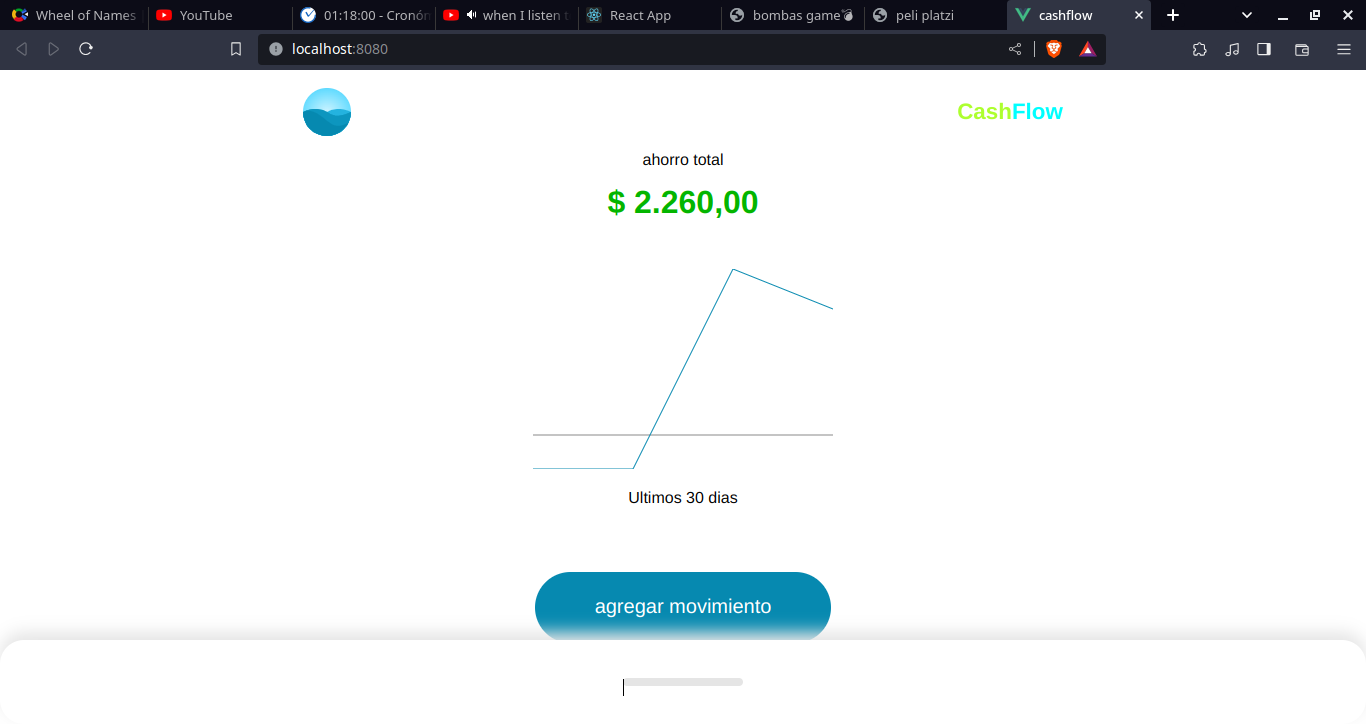 Wheel of Names
YouTube
01:18:00 - Cronón
when I listen t
React App
bombas game💣
peli platzi
cashflow
localhost:8080
CashFlow
ahorro total
$ 2.260,00
Ultimos 30 dias
agregar movimiento